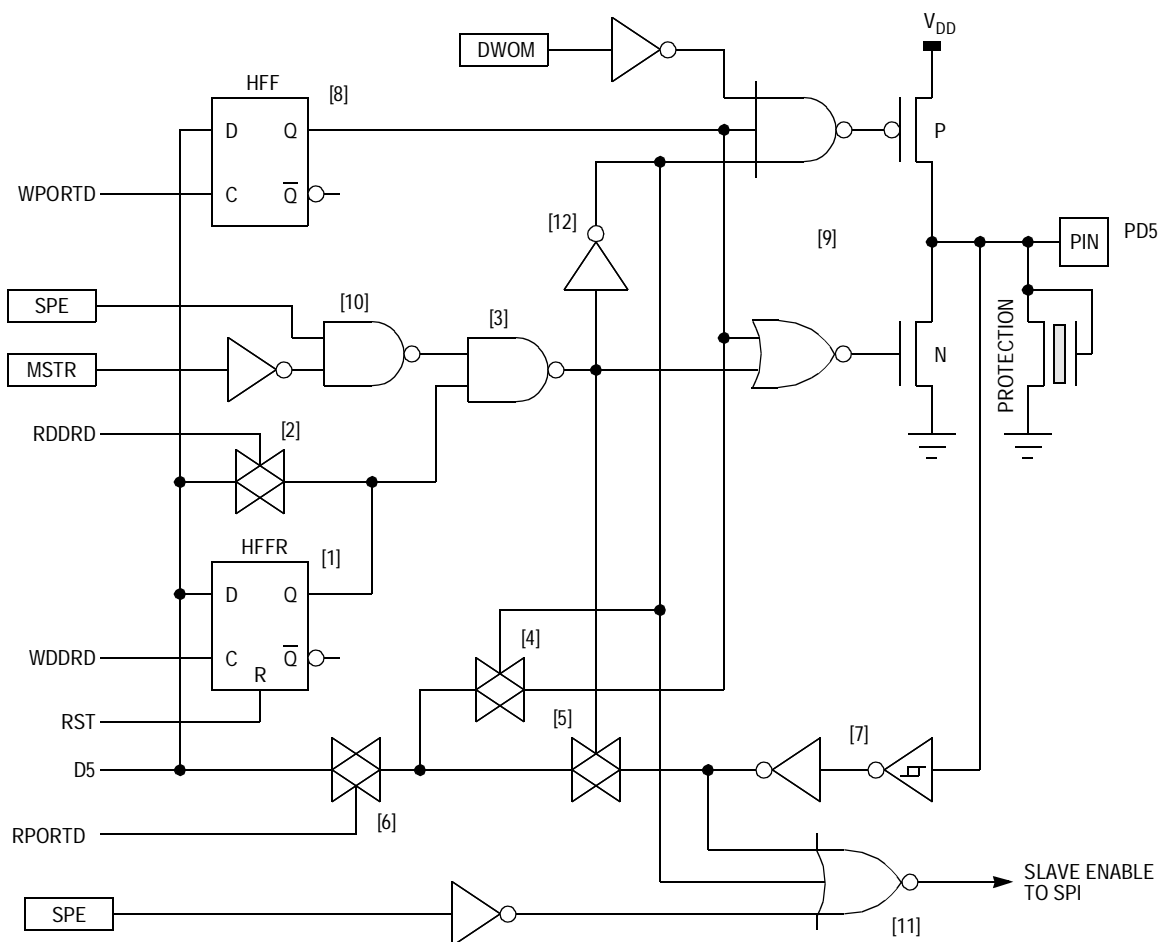 V_DD
DWOM
HFF
[8]
D
Q
P
WPORTD
C
Q̅
[12]
[9]
PIN
PD5
SPE
[10]
[3]
MSTR
N
PROTECTION
RDDRD
[2]
HFFR
[1]
D
Q
[4]
WDDRD
C
Q̅
R
RST
[5]
[7]
D5
[6]
RPORTD
SLAVE ENABLE
TO SPI
SPE
[11]